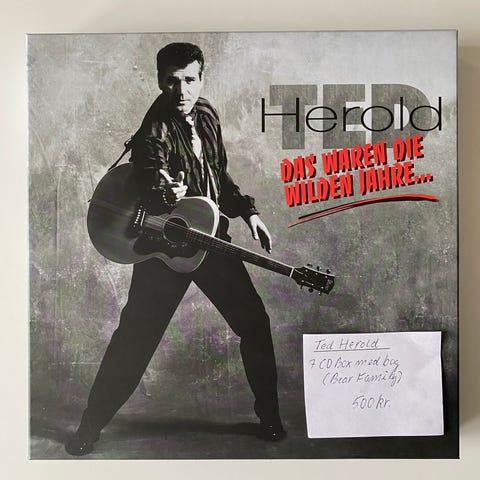 TED
Herold
DAS WAREN DIE
WILDEN JAHRE...
Ted Herold
7 CD Box med bog
(Bear Family)
500 kr.